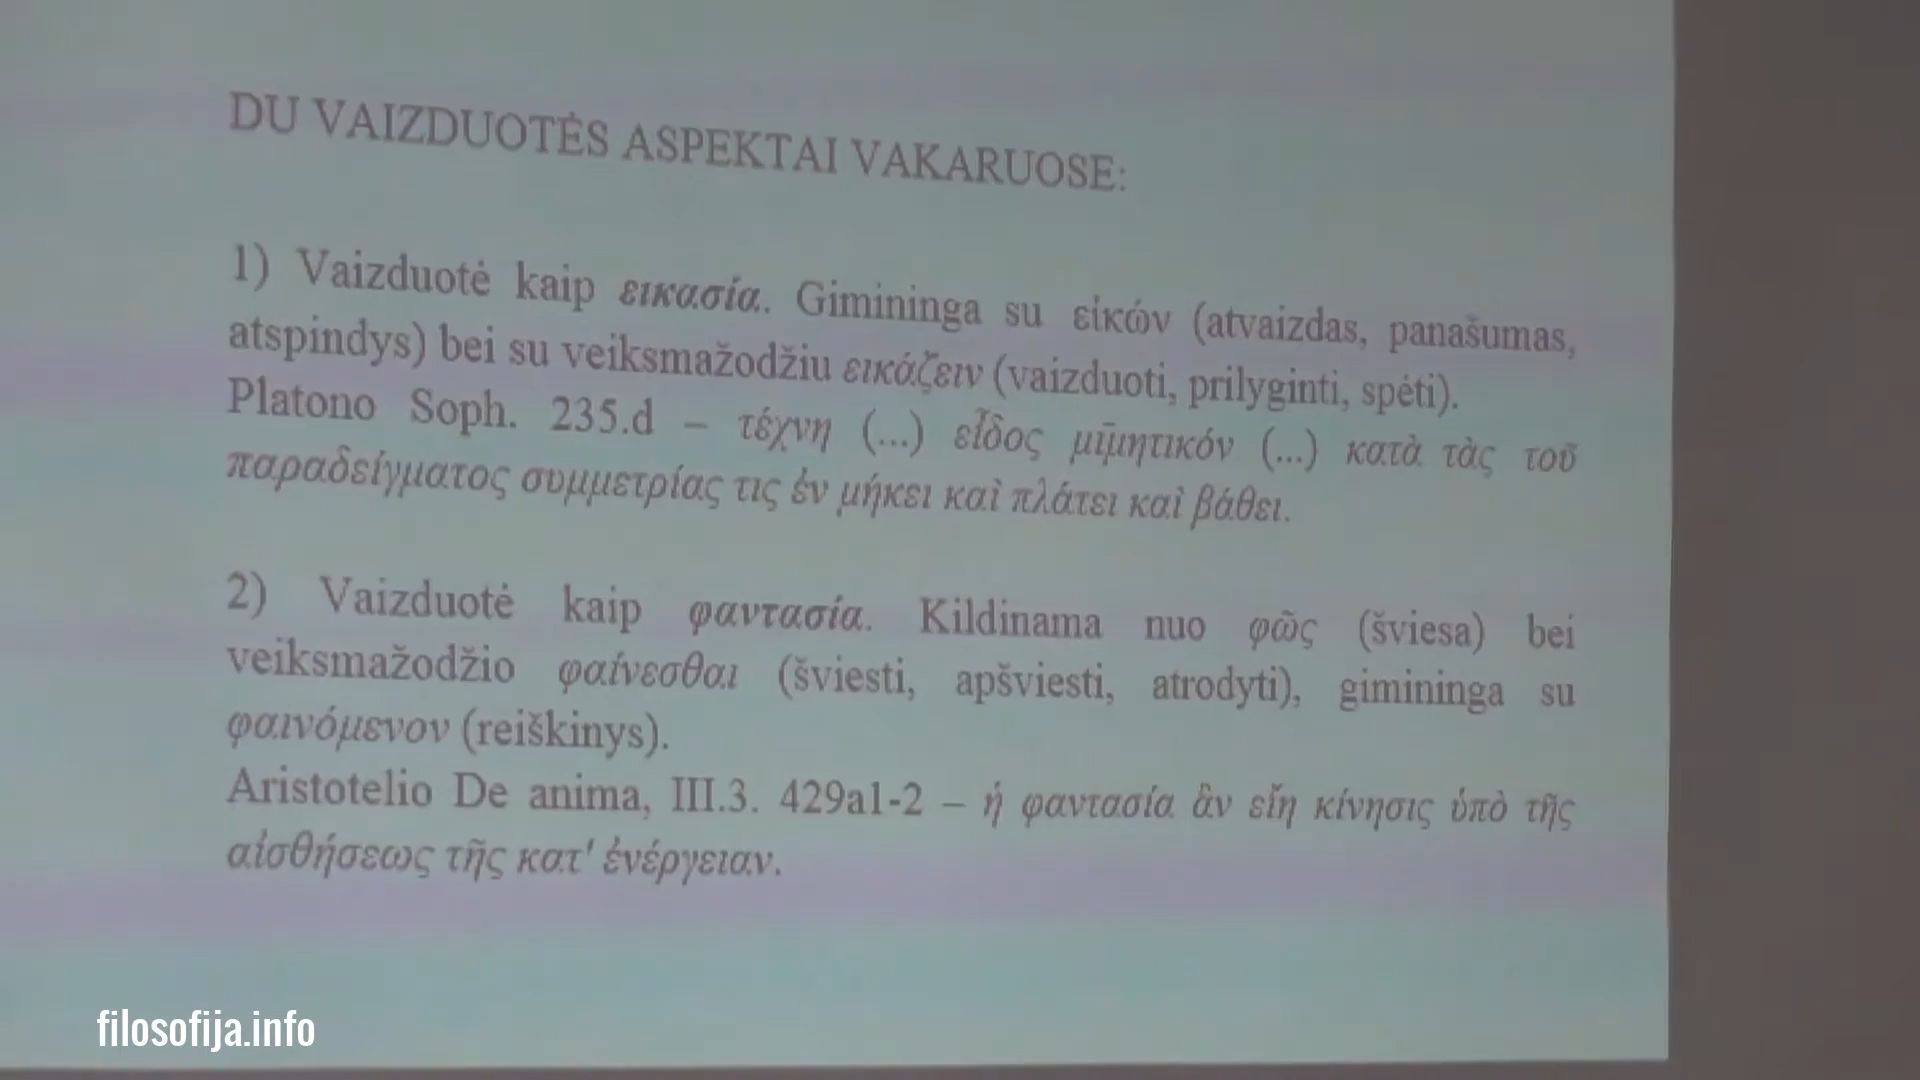 DU VAIZDUOTĖS ASPEKTAI VAKARUOSE:
1) Vaizduotė kaip εικασία. Gimininga su εἰκών (atvaizdas, panašumas,
atspindys) bei su veiksmažodžiu εικάζειν (vaizduoti, prilyginti, spėti).
Platono Soph. 235.d – τέχνη (...) εἶδος μῑμητικόν (...) κατὰ τὰς τοῦ
παραδείγματος συμμετρίας τις ἐν μήκει καὶ πλάτει καὶ βάθει.
2) Vaizduotė kaip φαντασία. Kildinama nuo φῶς (šviesa) bei
veiksmažodžio φαίνεσθαι (šviesti, apšviesti, atrodyti), giminindga su
φαινόμενον (reiškinys).
Aristotelio De anima, III.3. 429a1-2 – ἡ φαντασία ἂν εἴη κίνησις ὑπὸ τῆς
αἰσθήσεως τῆς κατ' ἐνέργειαν.
filosofija.info